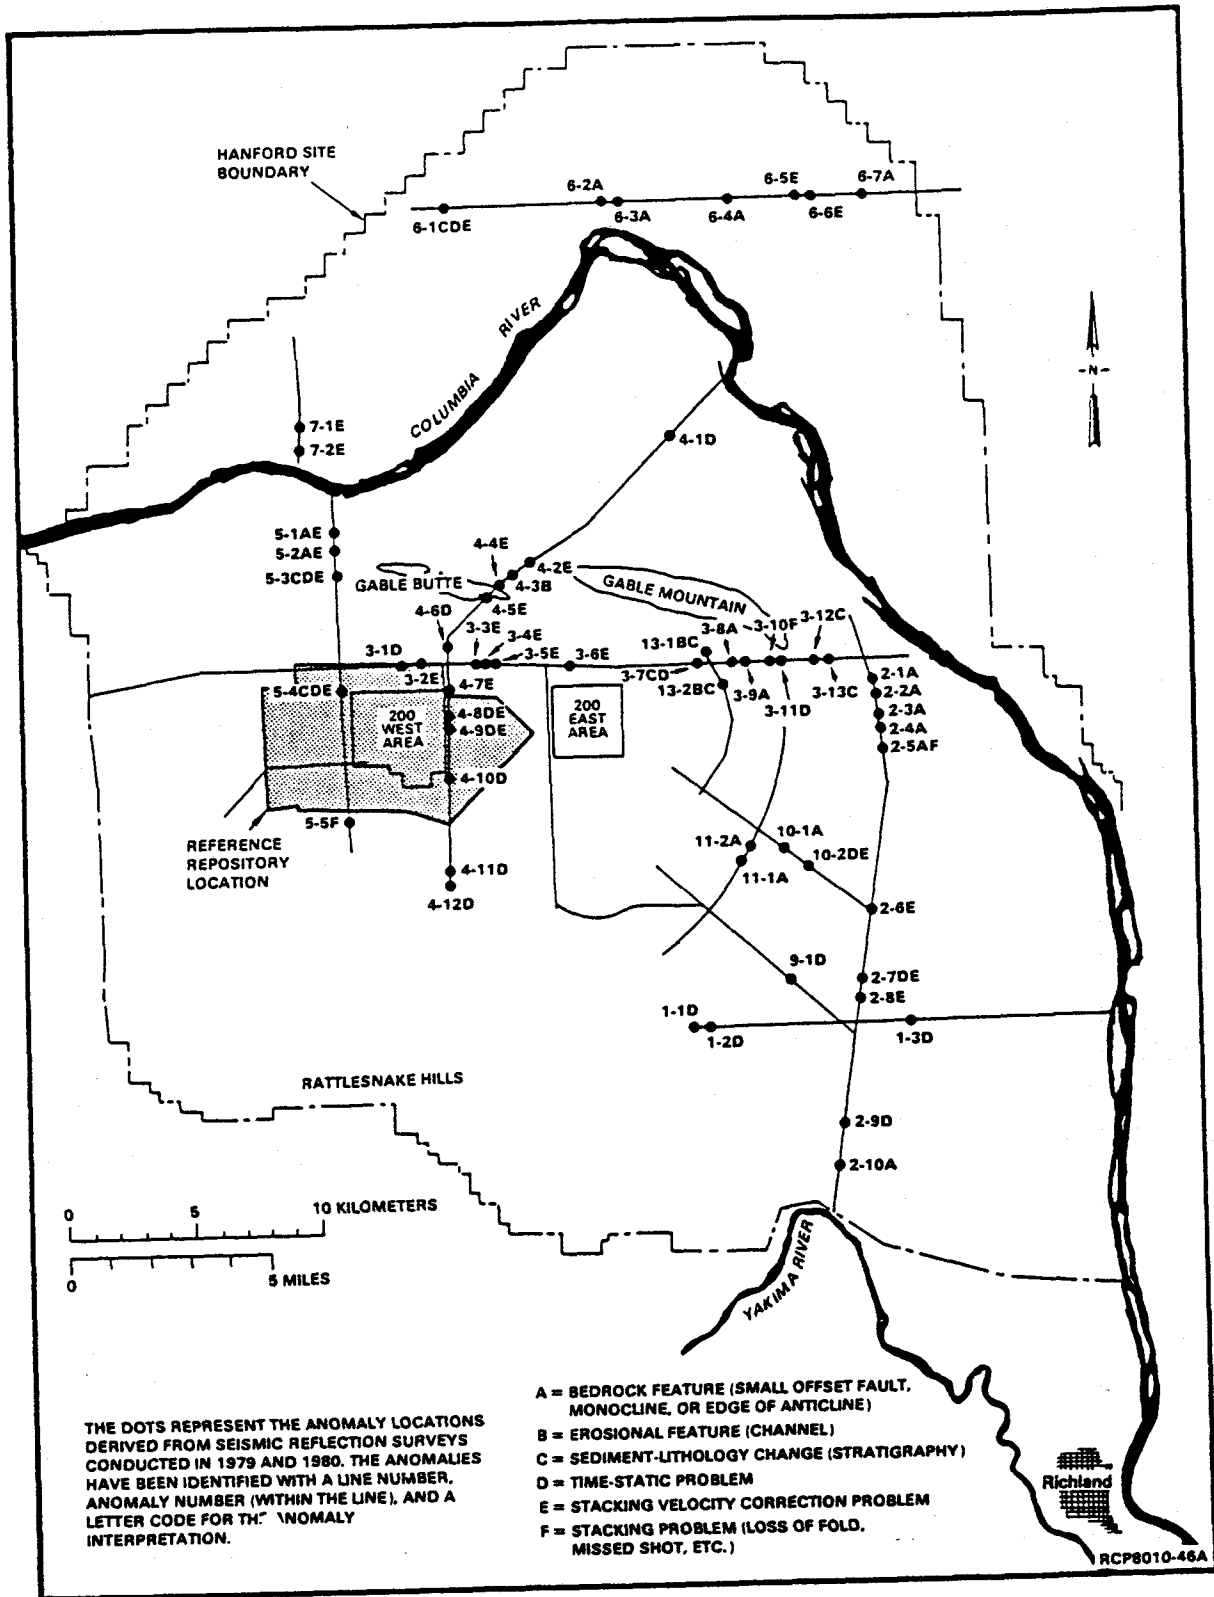 HANFORD SITE
BOUNDARY
6-2A
6-5E
6-7A
6-1CDE
6-3A
6-4A
6-6E
COLUMBIA RIVER
-N-
7-1E
7-2E
4-1D
5-1AE
5-2AE
5-3CDE
4-4E
4-2E
4-3B
GABLE BUTTE
GABLE MOUNTAIN
4-5E
4-6D
3-3E
3-4E
3-5E
3-1D
3-2E
3-6E
13-1BC
3-8A
3-10F
3-12C
3-7CD
13-2BC
3-9A
3-11D
3-13C
5-4CDE
4-7E
4-8DE
4-9DE
200
WEST
AREA
200
EAST
AREA
2-1A
2-2A
2-3A
2-4A
2-5AF
4-10D
5-5F
REFERENCE
REPOSITORY
LOCATION
4-11D
4-12D
11-2A
11-1A
10-1A
10-2DE
2-6E
9-1D
2-7DE
2-8E
1-1D
1-2D
1-3D
RATTLESNAKE HILLS
2-9D
2-10A
0 5 10 KILOMETERS
0 5 MILES
YAKIMA RIVER
THE DOTS REPRESENT THE ANOMALY LOCATIONS
DERIVED FROM SEISMIC REFLECTION SURVEYS
CONDUCTED IN 1979 AND 1980. THE ANOMALIES
HAVE BEEN IDENTIFIED WITH A LINE NUMBER,
ANOMALY NUMBER (WITHIN THE LINE), AND A
LETTER CODE FOR
INTERPRETATION.
A = BEDROCK FEATURE (SMALL OFFSET FAULT,
MONOCLINE, OR EDGE OF ANTICLINE)
B = EROSIONAL FEATURE (CHANNEL)
C = SEDIMENT-LITHOLOGY CHANGE (STRATIGRAPHY)
D = TIME-STATIC PROBLEM
E = STACKING VELOCITY CORRECTION PROBLEM
F = STACKING PROBLEM (LOSS OF FOLD,
MISSED SHOT, ETC.)
Richland
RCP8010-46A